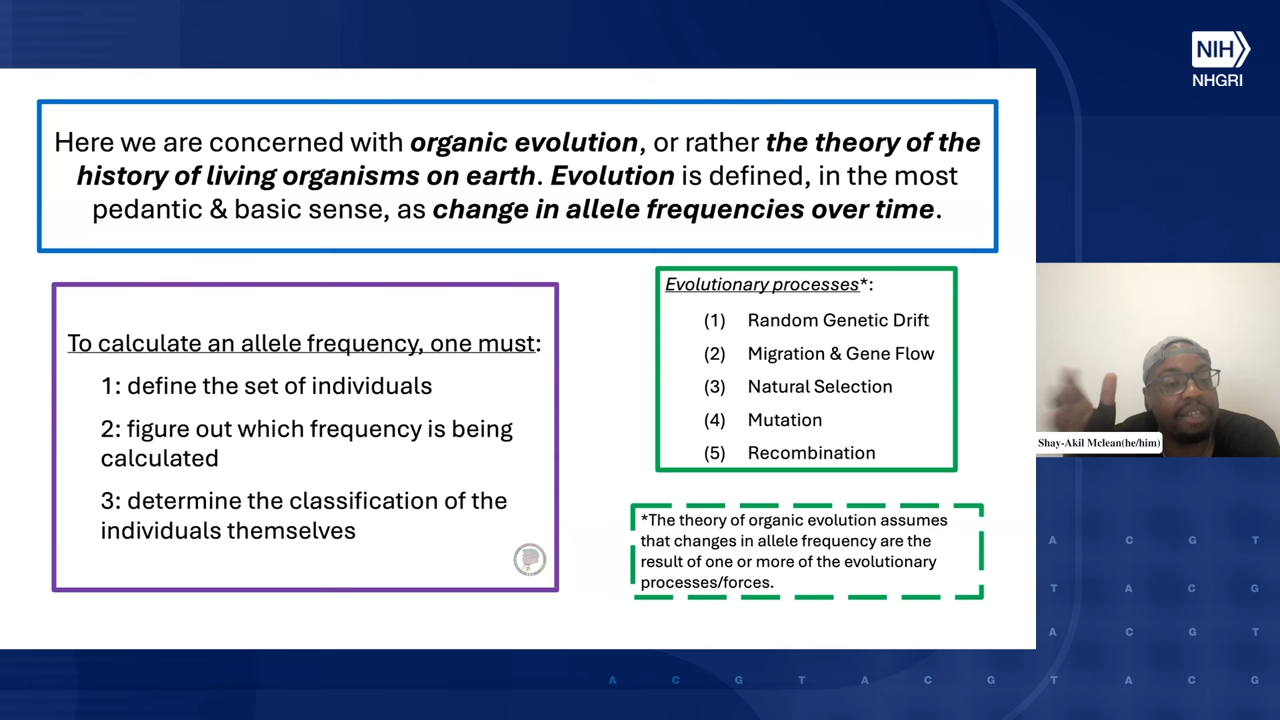 NIH
NHGRI
Here we are concerned with organic evolution, or rather the theory of the
history of living organisms on earth. Evolution is defined, in the most
pedantic & basic sense, as change in allele frequencies over time.
To calculate an allele frequency, one must:
1: define the set of individuals
2: figure out which frequency is being
calculated
3: determine the classification of the
individuals themselves
Evolutionary processes*:
(1) Random Genetic Drift
(2) Migration & Gene Flow
(3) Natural Selection
(4) Mutation
(5) Recombination
*The theory of organic evolution assumes
that changes in allele frequency are the
result of one or more of the evolutionary
processes/forces.
Shay-Akil Mclean(he/him)
A C G T
T A C G
A C G T
A C G T A C G T A C G